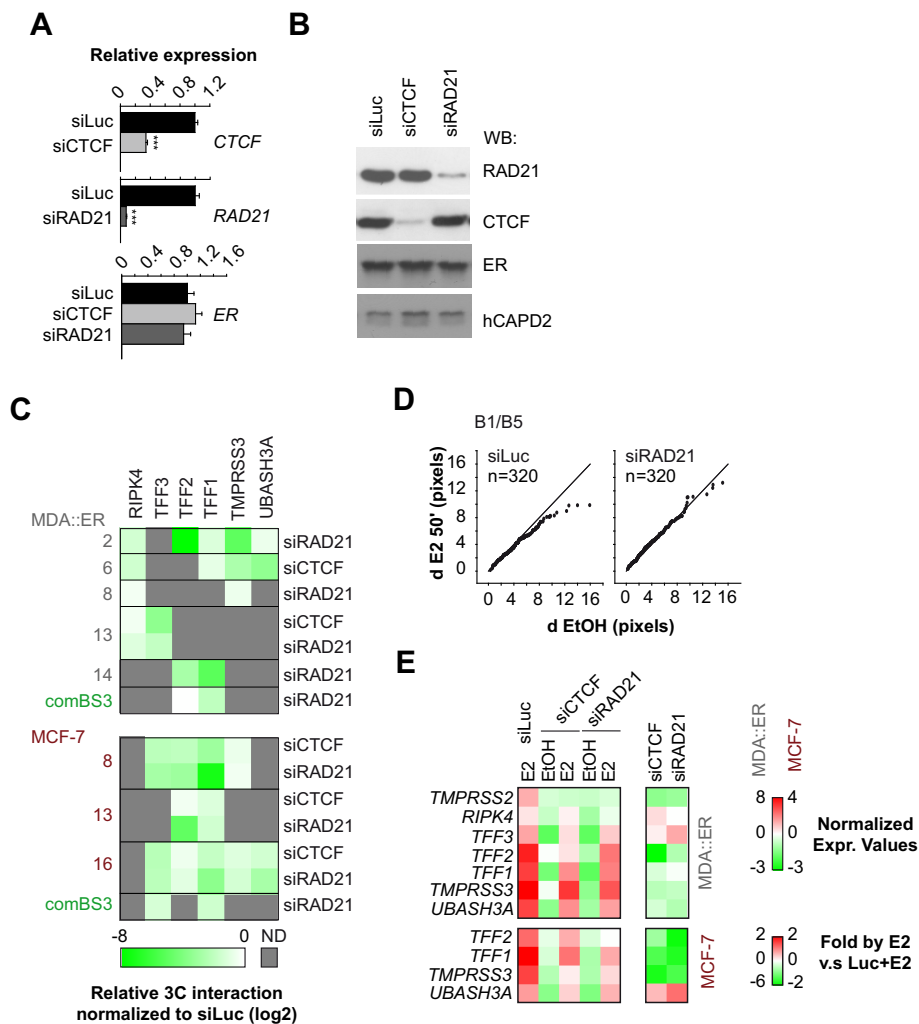 A
Relative expression
0 0.4 0.8 1.2
siLuc
siCTCF
***
CTCF
siLuc
siRAD21
***
RAD21
0 0.4 0.8 1.2 1.6
siLuc
siCTCF
siRAD21
ER
B
siLuc siCTCF siRAD21
WB:
RAD21
CTCF
ER
hCAPD2
C
RIPK4 TFF3 TFF2 TFF1 TMPRSS3 UBASH3A
MDA::ER
2 siRAD21
6 siCTCF
8 siRAD21
13 siCTCF
siRAD21
14 siRAD21
comBS3 siRAD21
MCF-7
8 siCTCF
siRAD21
13 siCTCF
siRAD21
16 siCTCF
siRAD21
comBS3 siRAD21
-8 0 ND
Relative 3C interaction
normalized to siLuc (log2)
D
B1/B5
siLuc
n=320
siRAD21
n=320
d E2 50' (pixels)
16
12
8
4
0
0 4 8 12 16
0 4 8 12 16
d EtOH (pixels)
E
siLuc siCTCF siRAD21
E2 EtOH E2 EtOH E2
siCTCF siRAD21
TMPRSS2
RIPK4
TFF3
TFF2
TFF1
TMPRSS3
UBASH3A
MDA::ER
TFF2
TFF1
TMPRSS3
UBASH3A
MCF-7
MDA::ER MCF-7
8 4
0 0
-3 -3
Normalized
Expr. Values
2 2
0 0
-6 -2
Fold by E2
v.s Luc+E2